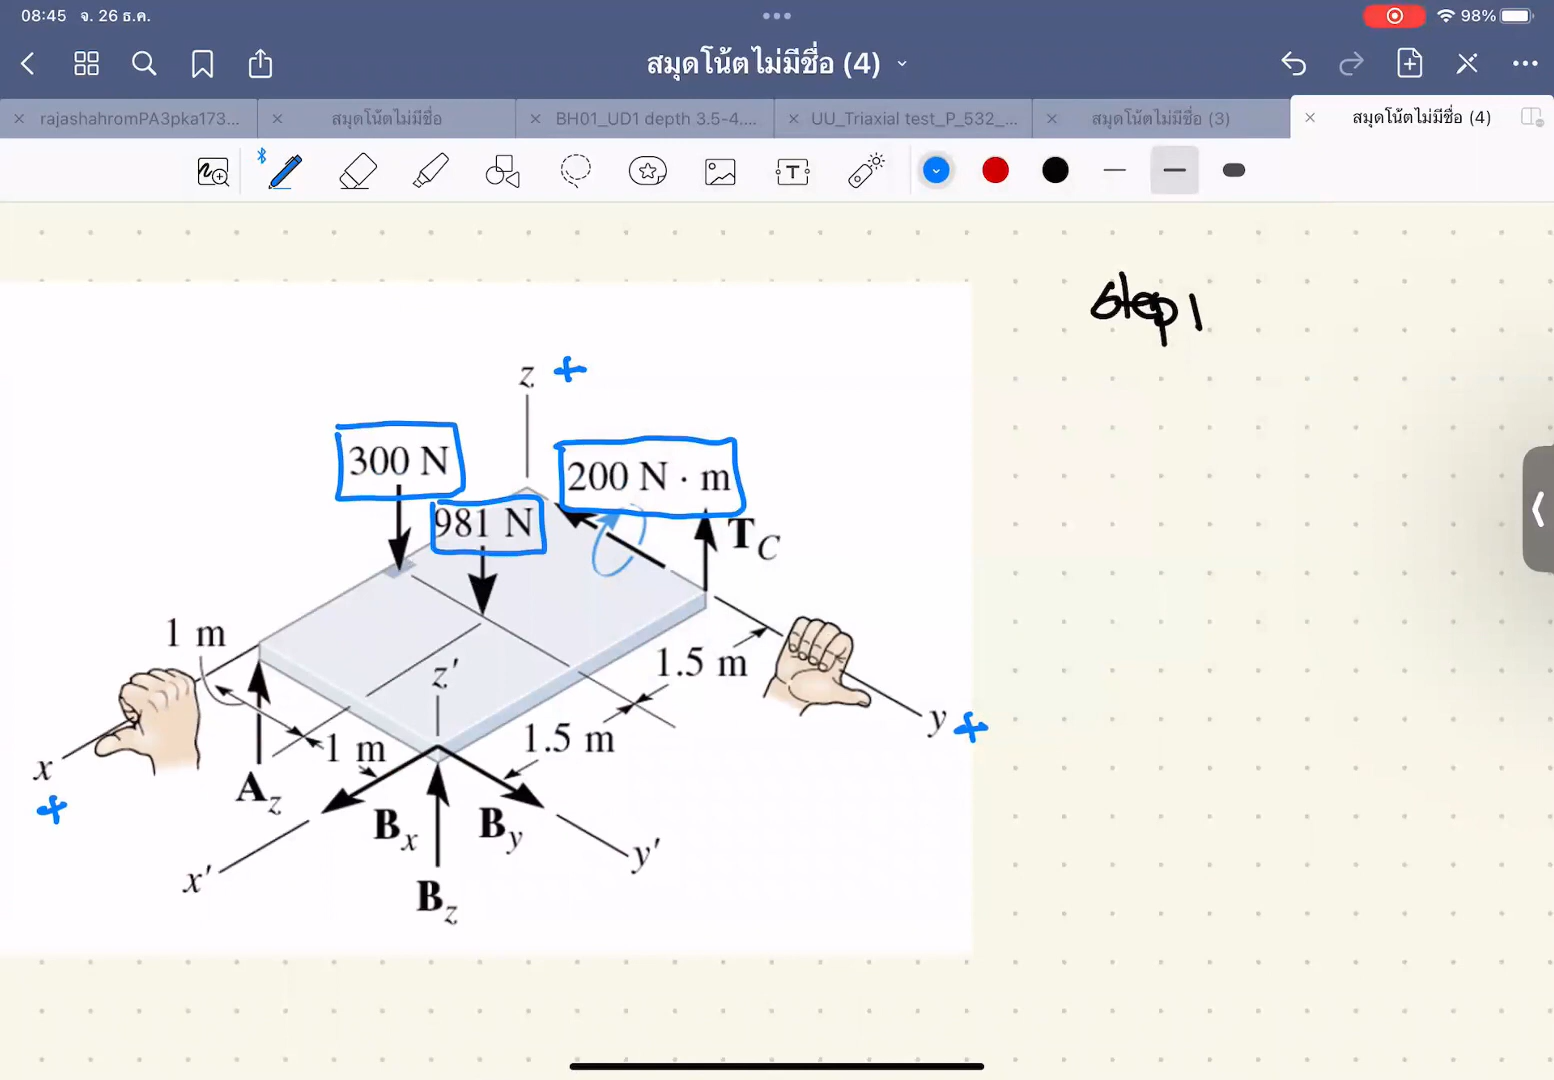 08:45 จ. 26 ธ.ค.
98%
สมุดโน้ตไม่มีชื่อ (4)
rajashahromPA3pka173...
สมุดโน้ตไม่มีชื่อ
BH01_UD1 depth 3.5-4....
UU_Triaxial test_P_532_...
สมุดโน้ตไม่มีชื่อ (3)
สมุดโน้ตไม่มีชื่อ (4)
T
step 1
z +
300 N
200 N · m
981 N
T_C
1 m
z'
1.5 m
y +
1.5 m
1 m
x
+
A_z
B_x
B_y
y'
x'
B_z